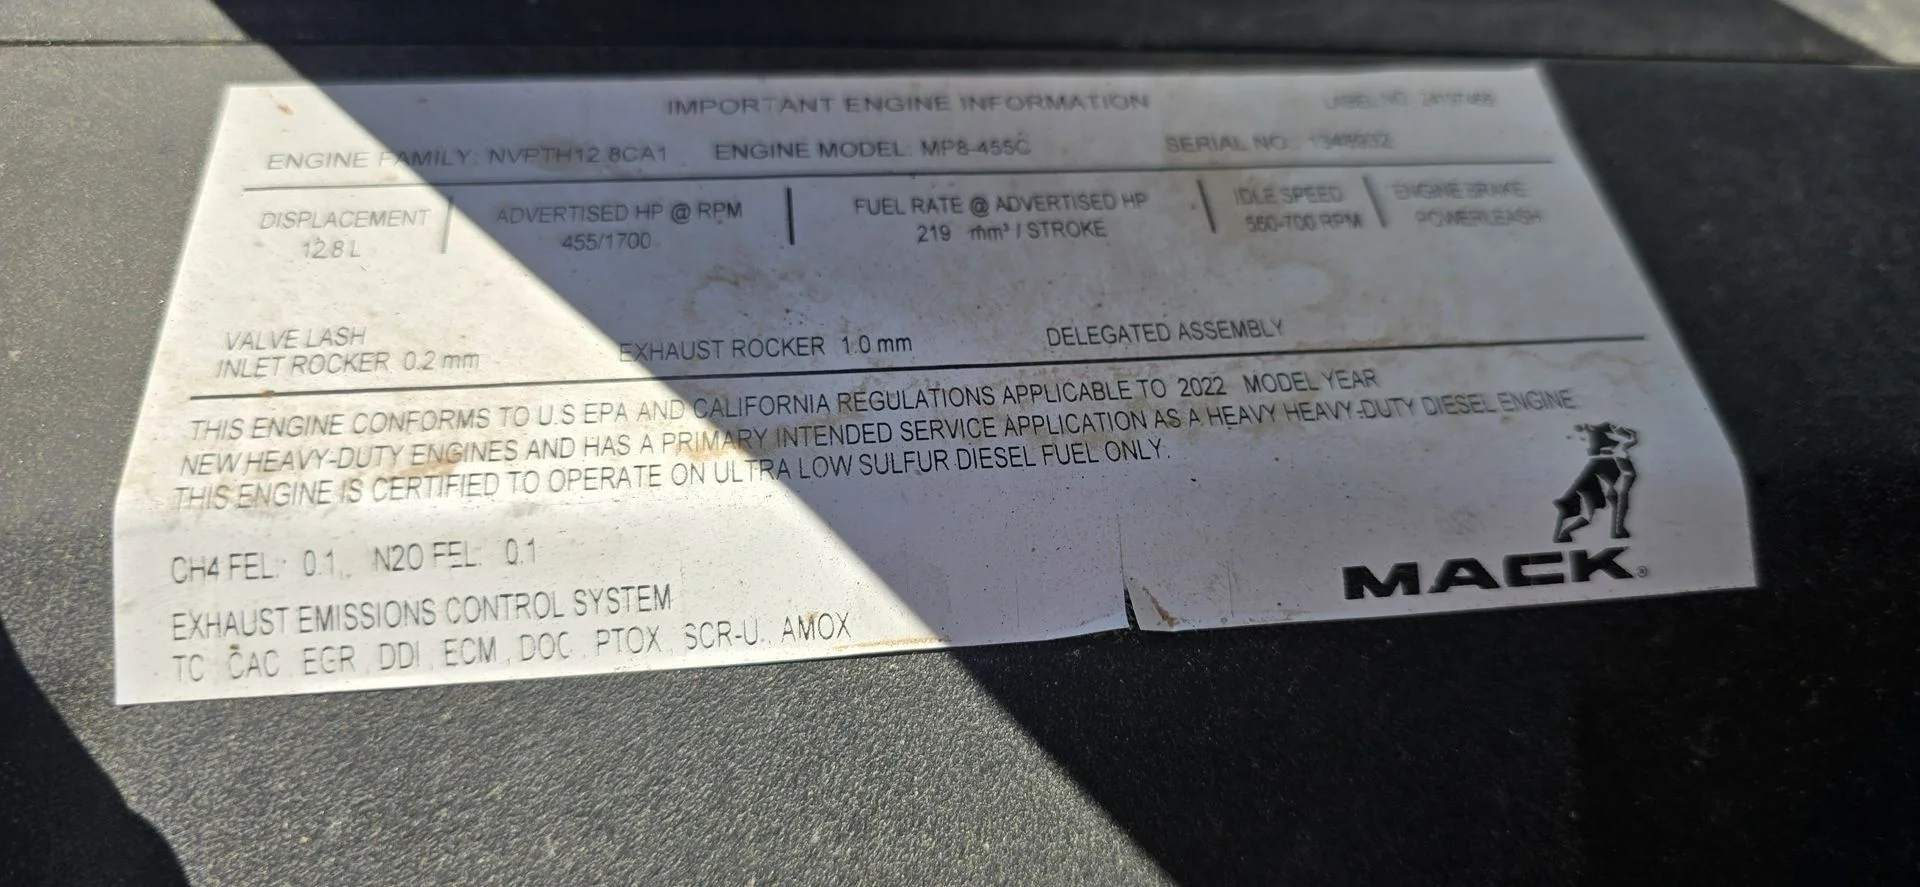 IMPORTANT ENGINE INFORMATION
LABEL NO.
ENGINE FAMILY: NVPTH12.8CA1 ENGINE MODEL: MP8-455C SERIAL NO.:
DISPLACEMENT
12.8 L
ADVERTISED HP @ RPM
455/1700
FUEL RATE @ ADVERTISED HP
219 mm³ / STROKE
IDLE SPEED
550-700 RPM
ENGINE BRAKE
POWERLEASH
VALVE LASH
INLET ROCKER 0.2 mm EXHAUST ROCKER 1.0 mm DELEGATED ASSEMBLY
THIS ENGINE CONFORMS TO U.S EPA AND CALIFORNIA REGULATIONS APPLICABLE TO 2022 MODEL YEAR
NEW HEAVY-DUTY ENGINES AND HAS A PRIMARY INTENDED SERVICE APPLICATION AS A HEAVY HEAVY-DUTY DIESEL ENGINE
THIS ENGINE IS CERTIFIED TO OPERATE ON ULTRA LOW SULFUR DIESEL FUEL ONLY.
CH4 FEL: 0.1, N2O FEL: 0.1
EXHAUST EMISSIONS CONTROL SYSTEM
TC, CAC, EGR, DDI, ECM, DOC, PTOX, SCR-U, AMOX
MACK®